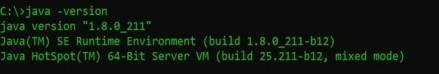 C:\>java -version
java version "1.8.0_211"
Java(TM) SE Runtime Environment (build 1.8.0_211-b12)
Java HotSpot(TM) 64-Bit Server VM (build 25.211-b12, mixed mode)